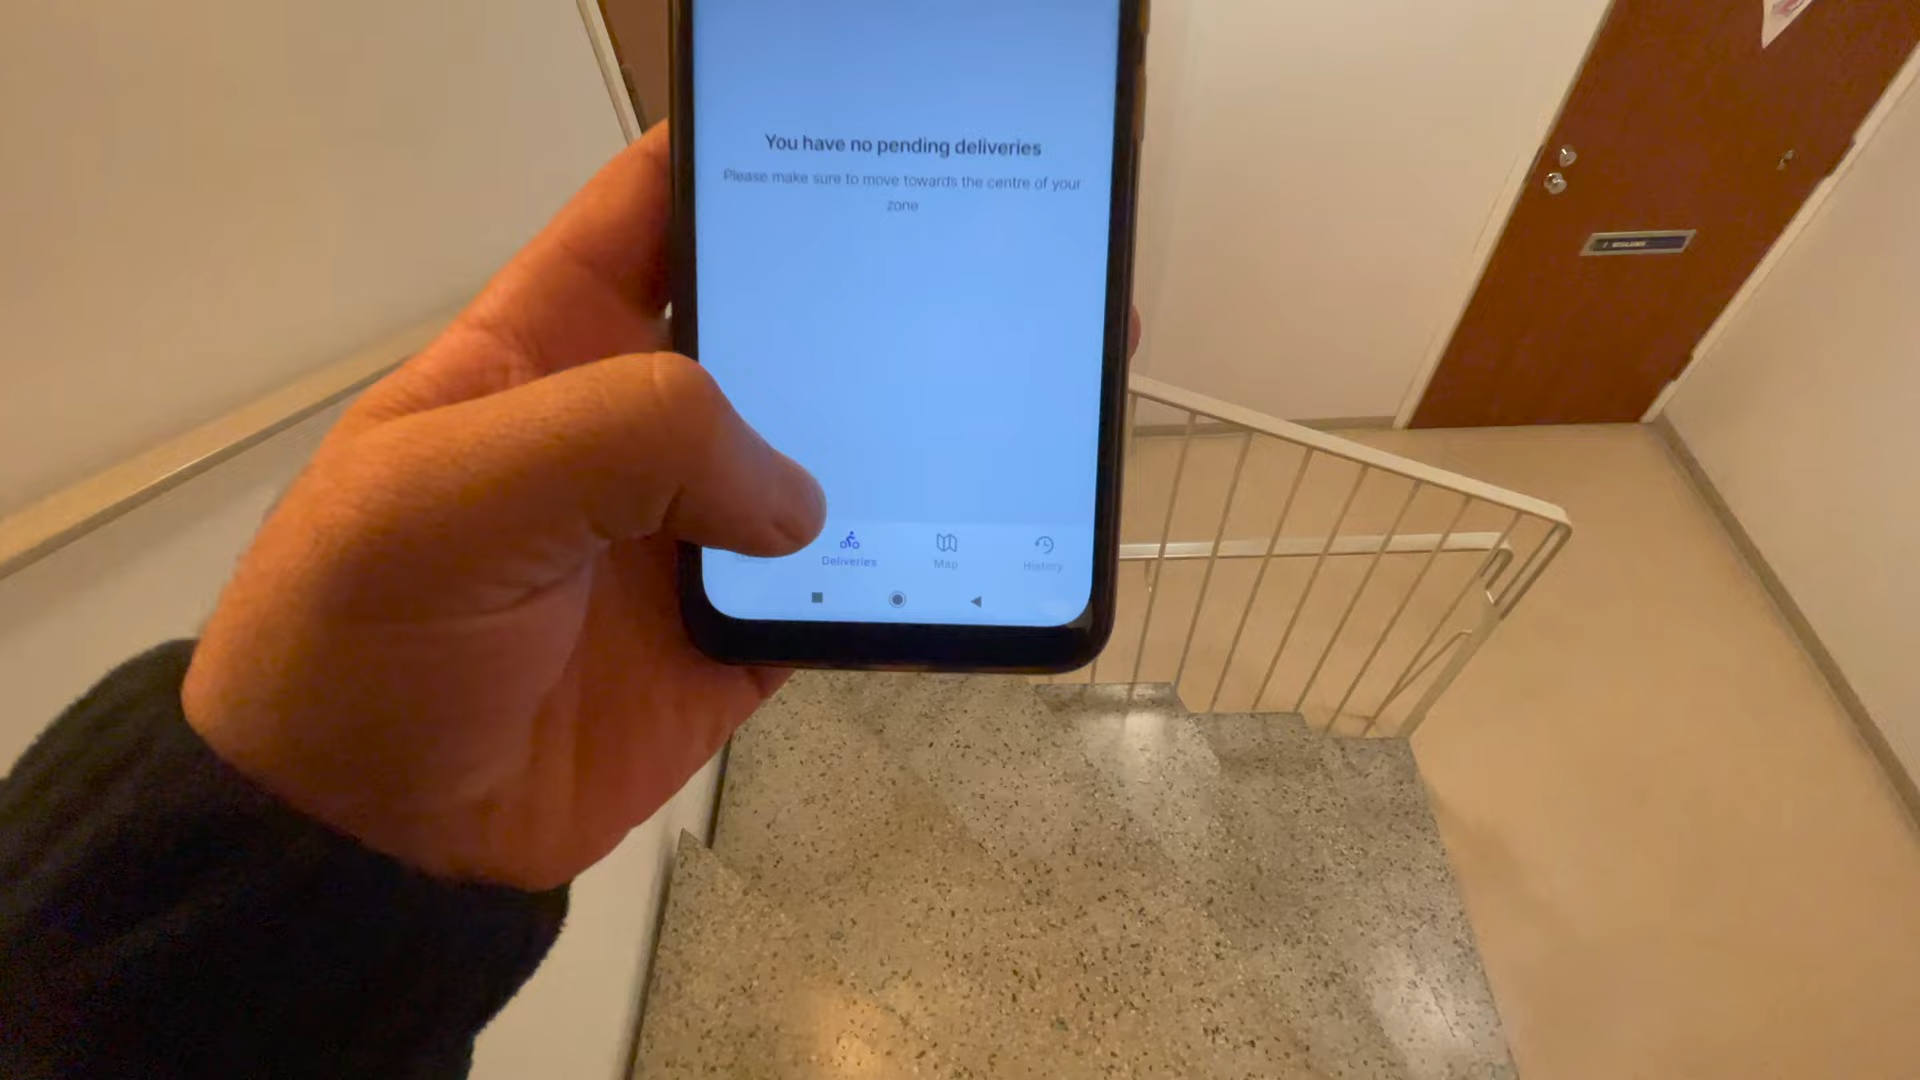 You have no pending deliveries
Please make sure to move towards the centre of your
zone
Deliveries
Map
History